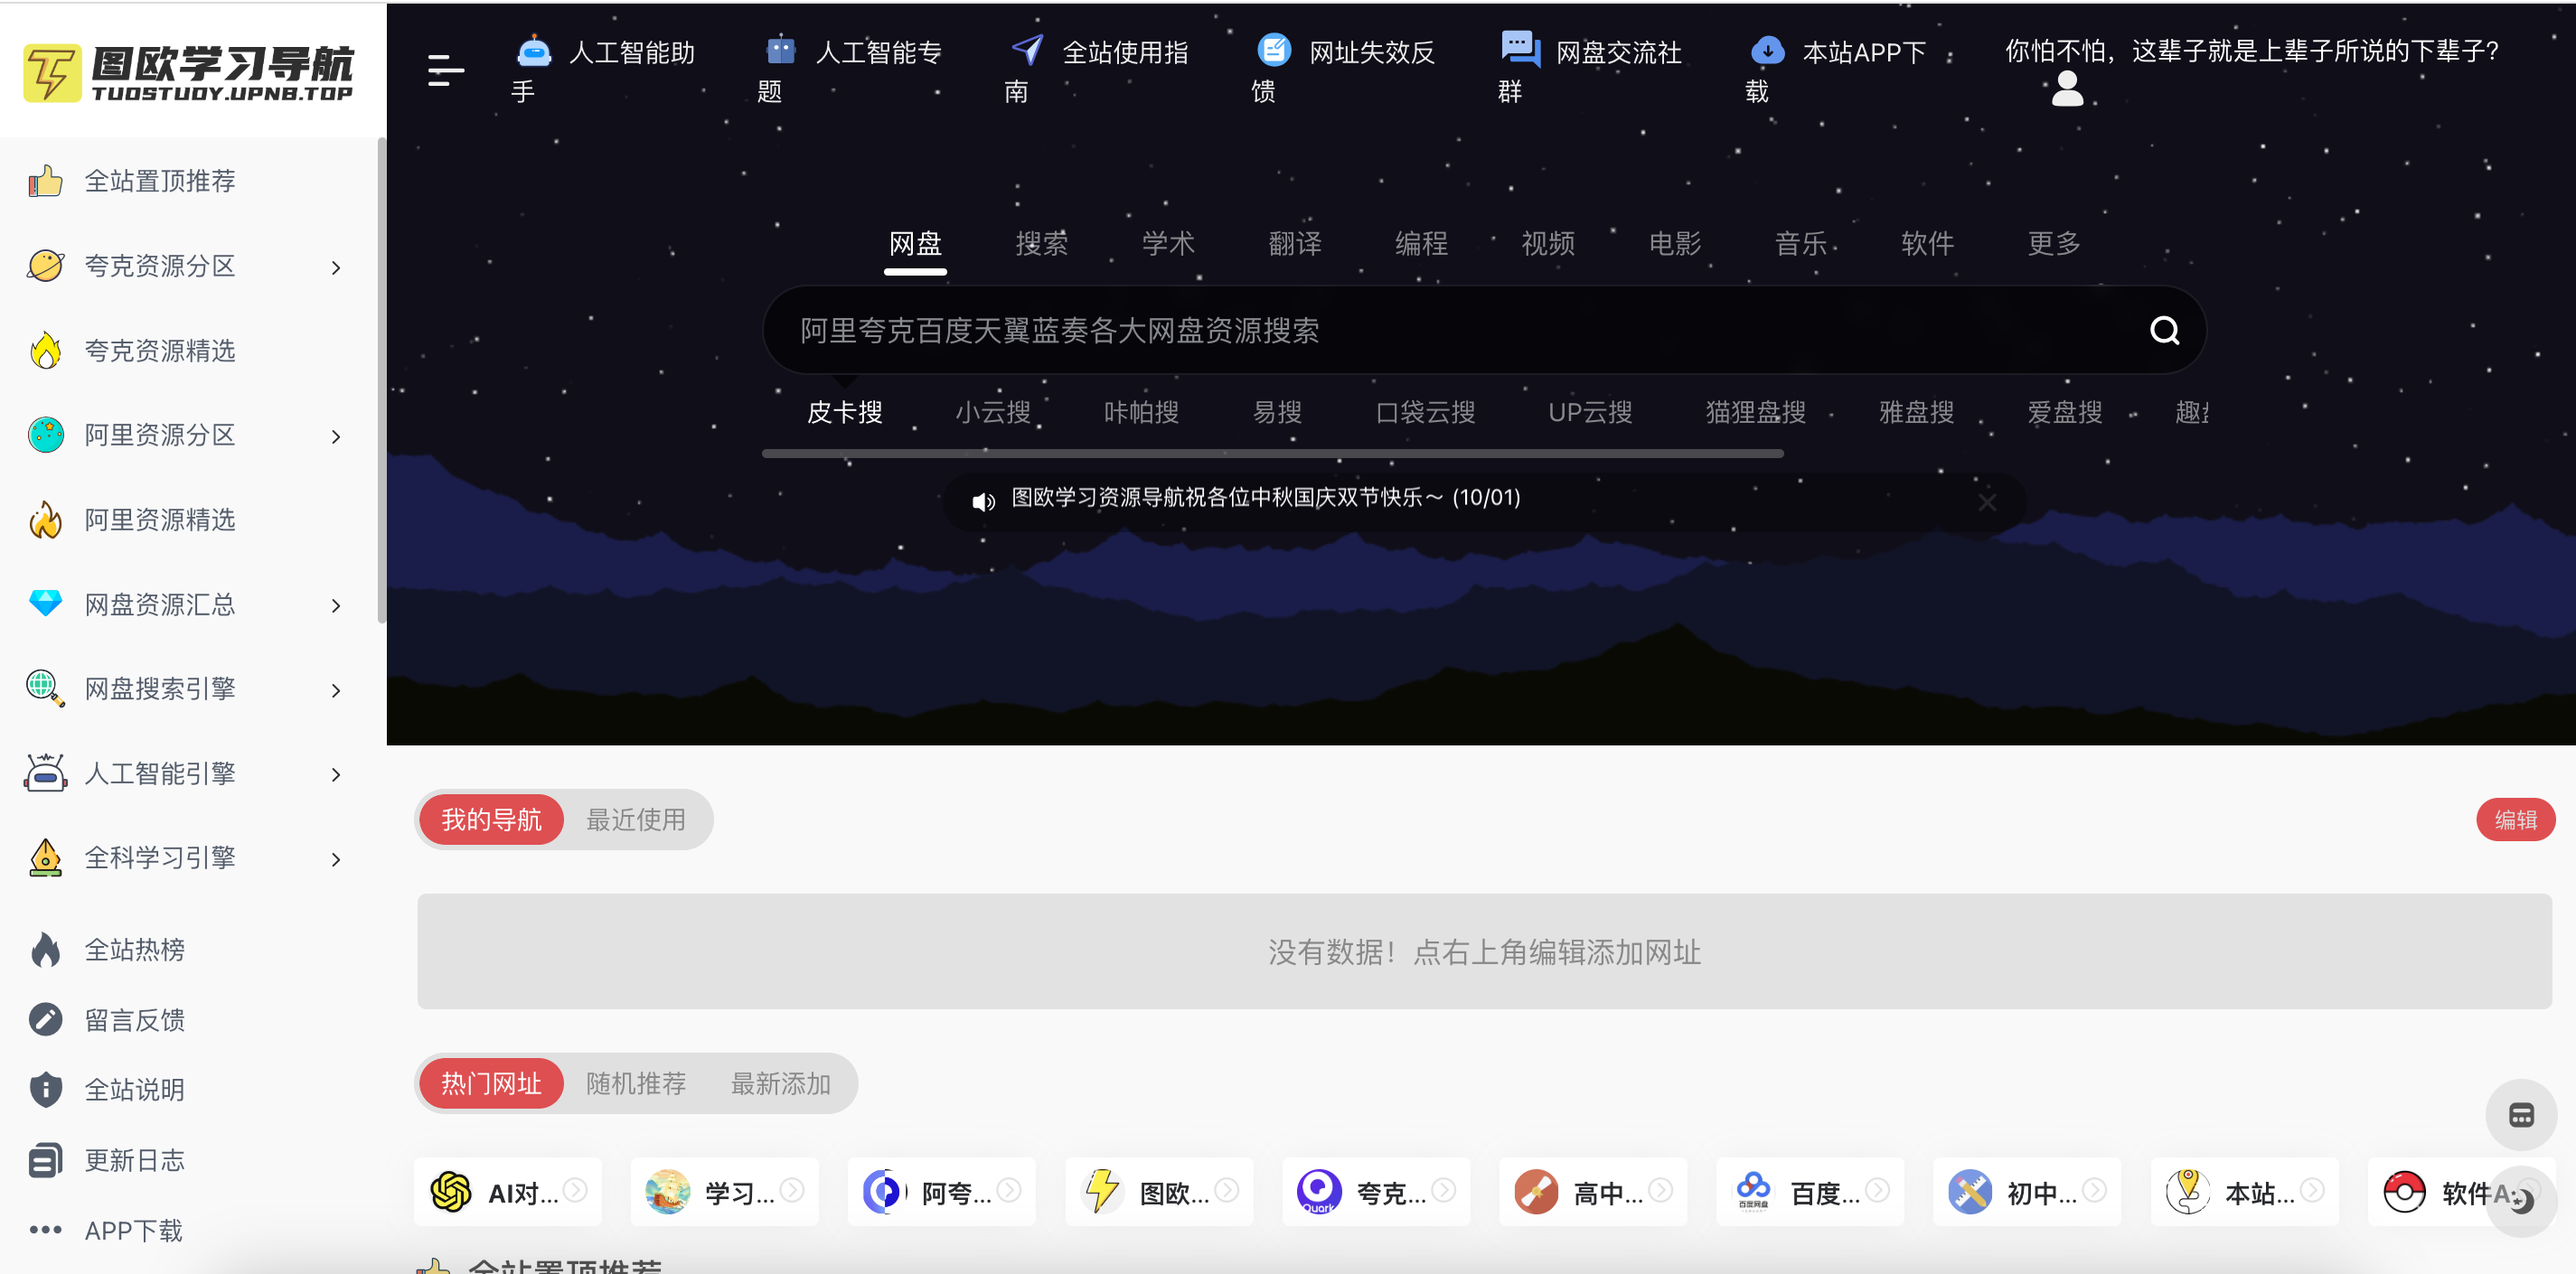 图欧学习导航
TUOSTUDY.UPNB.TOP
人工智能助手
人工智能专题
全站使用指南
网址失效反馈
网盘交流社群
本站APP下载
你怕不怕，这辈子就是上辈子所说的下辈子？
全站置顶推荐
夸克资源分区
夸克资源精选
阿里资源分区
阿里资源精选
网盘资源汇总
网盘搜索引擎
人工智能引擎
全科学习引擎
全站热榜
留言反馈
全站说明
更新日志
APP下载
网盘 搜索 学术 翻译 编程 视频 电影 音乐 软件 更多
阿里夸克百度天翼蓝奏各大网盘资源搜索
皮卡搜 小云搜 咔帕搜 易搜 口袋云搜 UP云搜 猫狸盘搜 雅盘搜 爱盘搜 趣
图欧学习资源导航祝各位中秋国庆双节快乐～ (10/01)
我的导航 最近使用
编辑
没有数据！点右上角编辑添加网址
热门网址 随机推荐 最新添加
AI对...
学习...
阿夸...
图欧...
Quark
夸克...
高中...
百度网盘
百度...
初中...
本站...
软件A
全站置顶推荐